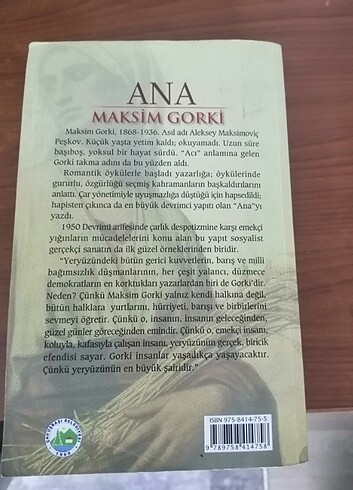 ANA
MAKSİM GORKİ
Maksim Gorki, 1868-1936. Asıl adı Aleksey Maksimoviç
Peşkov. Küçük yaşta yetim kaldı; okuyamadı. Uzun süre
başıboş, yoksul bir hayat sürdü. "Acı" anlamına gelen
Gorki takma adını da bu yüzden aldı.
Romantik öykülerle başladı yazarlığa; öykülerinde
gururlu, özgürlüğü seçmiş kahramanların başkaldırılarını
anlattı. Çar yönetimiyle uyuşmazlığa düştüğü için hapsedildi;
hapisten çıkınca da en büyük devrimci yapıtı olan "Ana"yı
yazdı.
1950 Devrimi arifesinde çarlık despotizmine karşı emekçi
yığınların mücadelelerini konu alan bu yapıt sosyalist
gerçekçi sanatın da ilk güzel örneklerinden biridir.
"Yeryüzündeki bütün gerici kuvvetlerin, barış ve milli
bağımsızlık düşmanlarının, her çeşit yalancı, düzmece
demokratların en korktukları yazarlardan biri de Gorki'dir.
Neden? Çünkü Maksim Gorki yalnız kendi halkına değil,
bütün halklara yurtlarını, hürriyeti, barışı ve birbirlerini
sevmeyi öğretir. Çünkü o, insanın, insanın geleceğinden,
güzel günler göreceğinden emindir. Çünkü o, emekçi insanı,
koluyla, kafasıyla çalışan insanı, yeryüzünün gerçek, biricik
efendisi sayar. Gorki insanlar yaşadıkça yaşayacaktır.
Çünkü yeryüzünün en büyük şairidir."
ISBN 975-8414-75-5
9 789758 414758